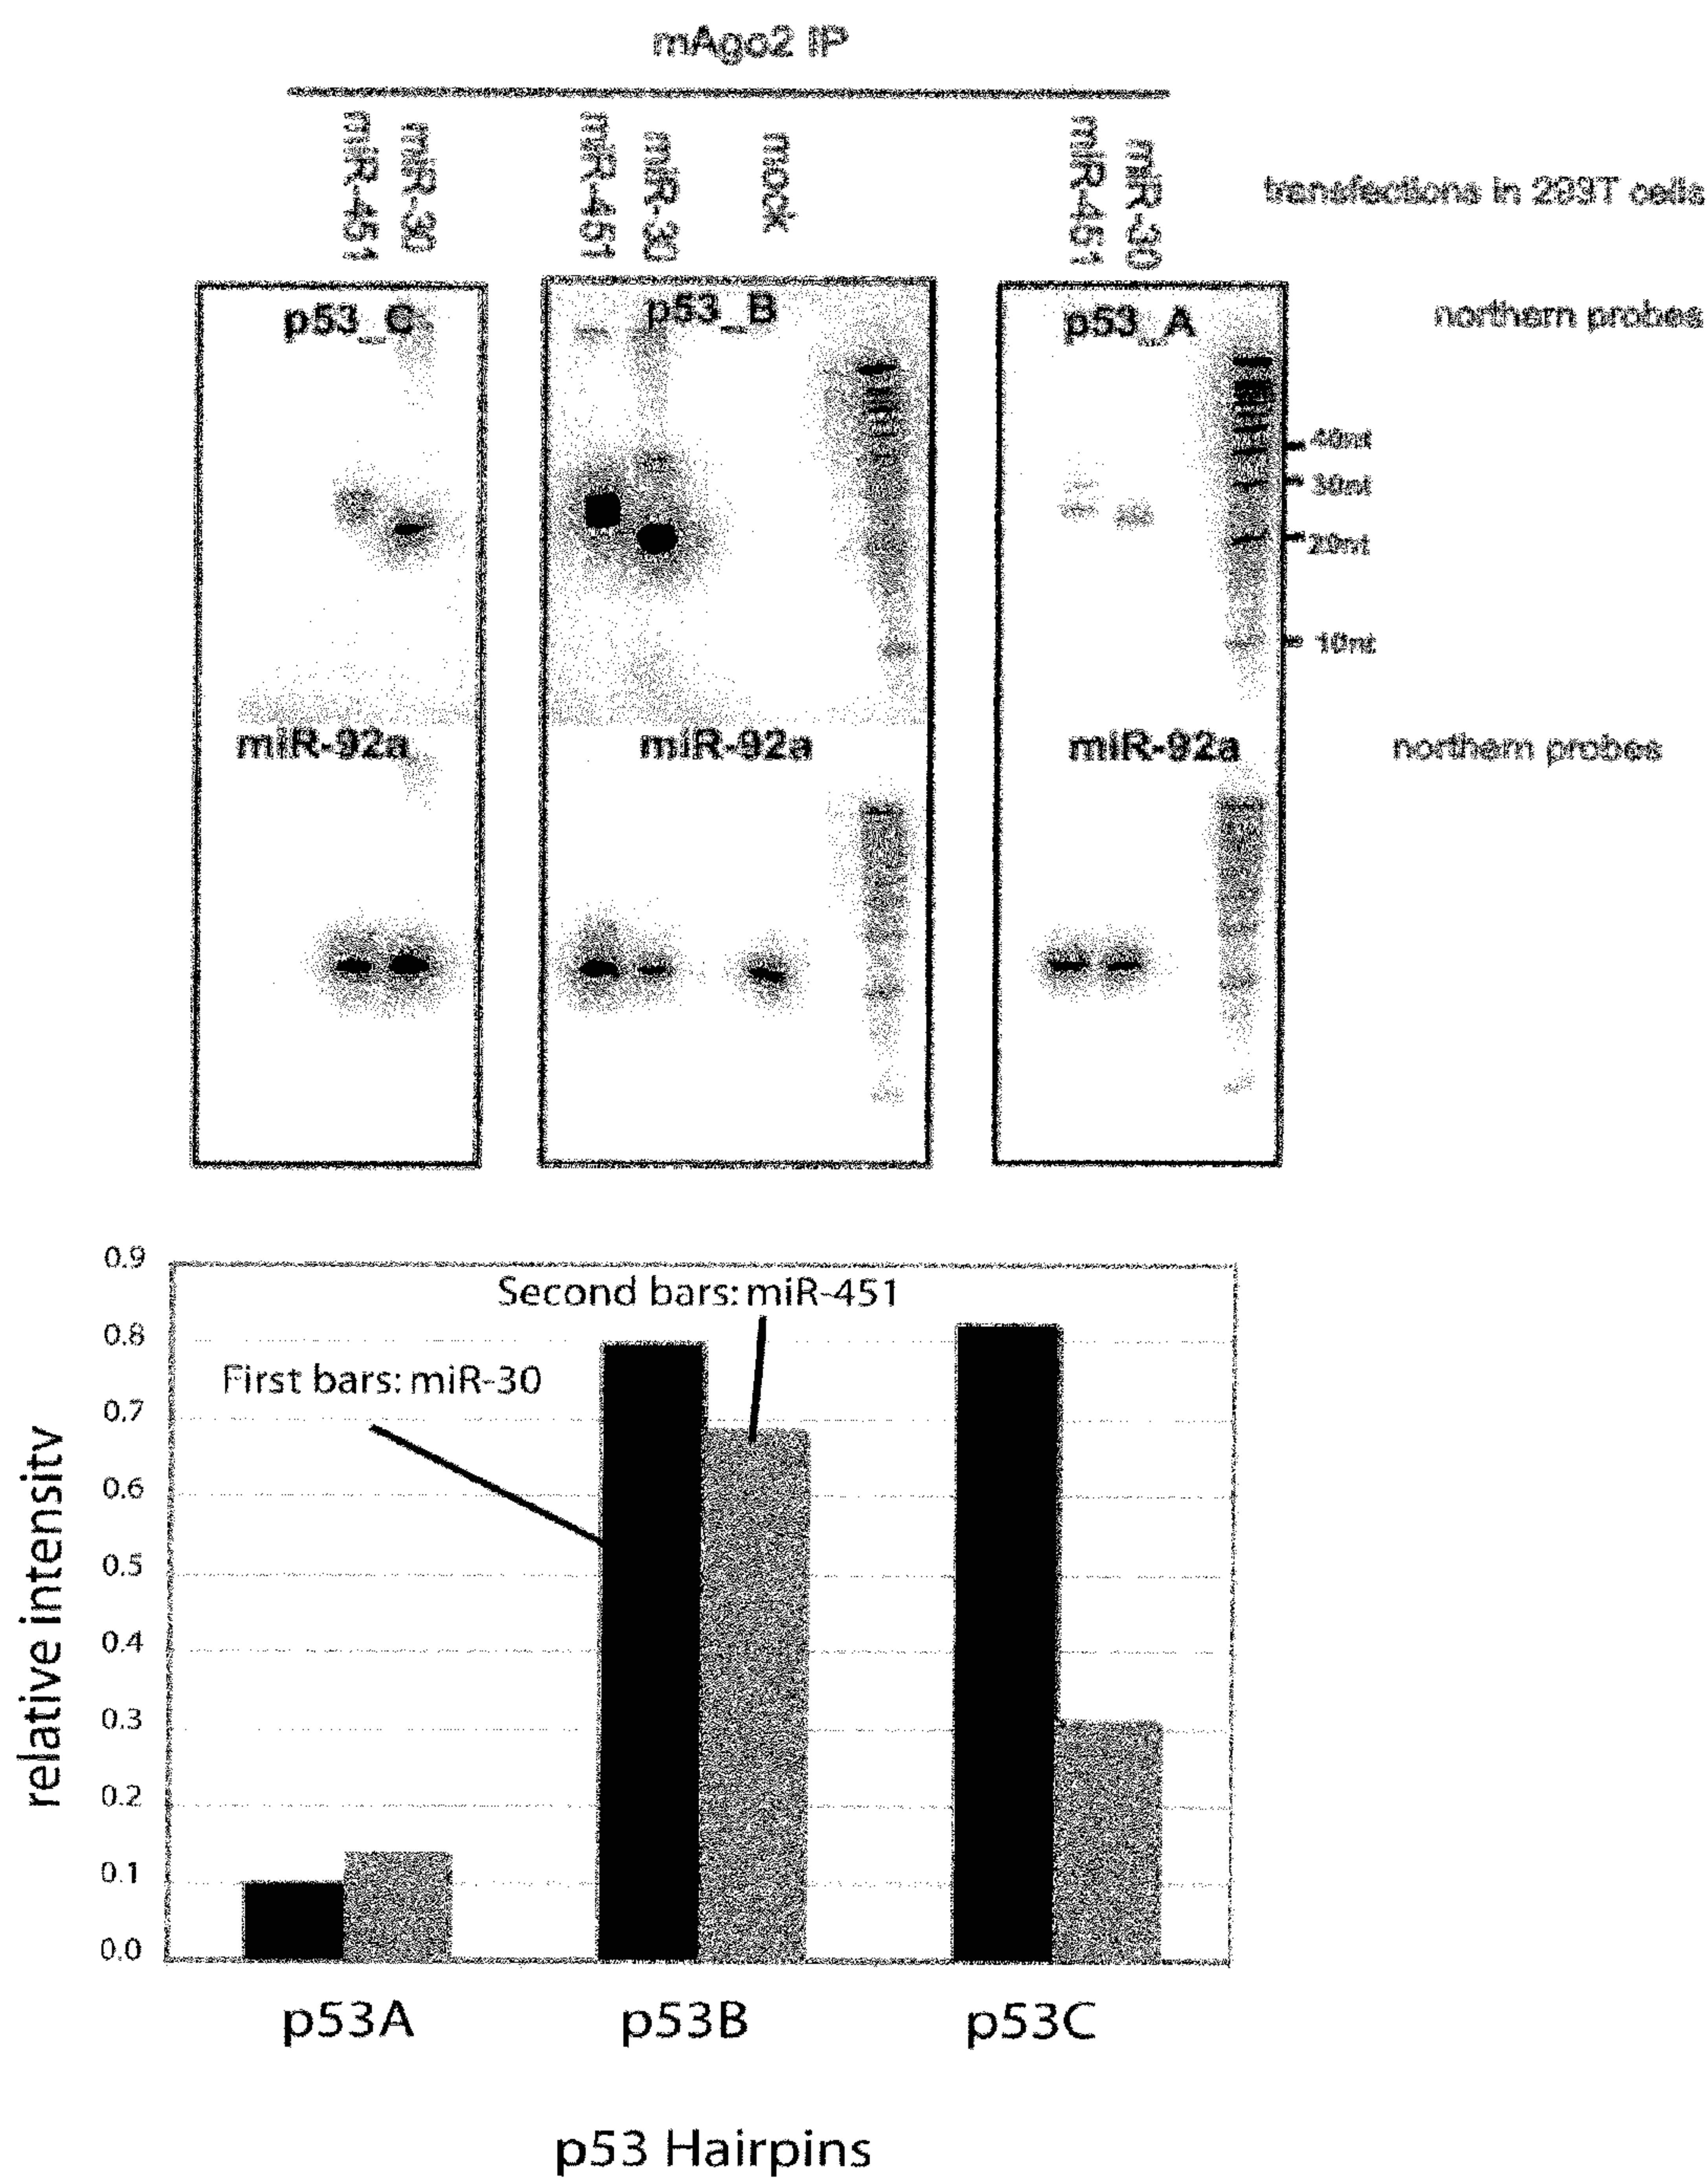 mAgo2 IP
miR-451 miR-30 miR-451 miR-30 mock miR-451 miR-30
transfections in 293T cells
p53_C p53_B p53_A northern probes
40nt
30nt
20nt
10nt
miR-92a miR-92a miR-92a northern probes
0.9
Second bars: miR-451
0.8
First bars: miR-30
0.7
0.6
0.5
0.4
0.3
0.2
0.1
0.0
relative intensity
p53A p53B p53C
p53 Hairpins